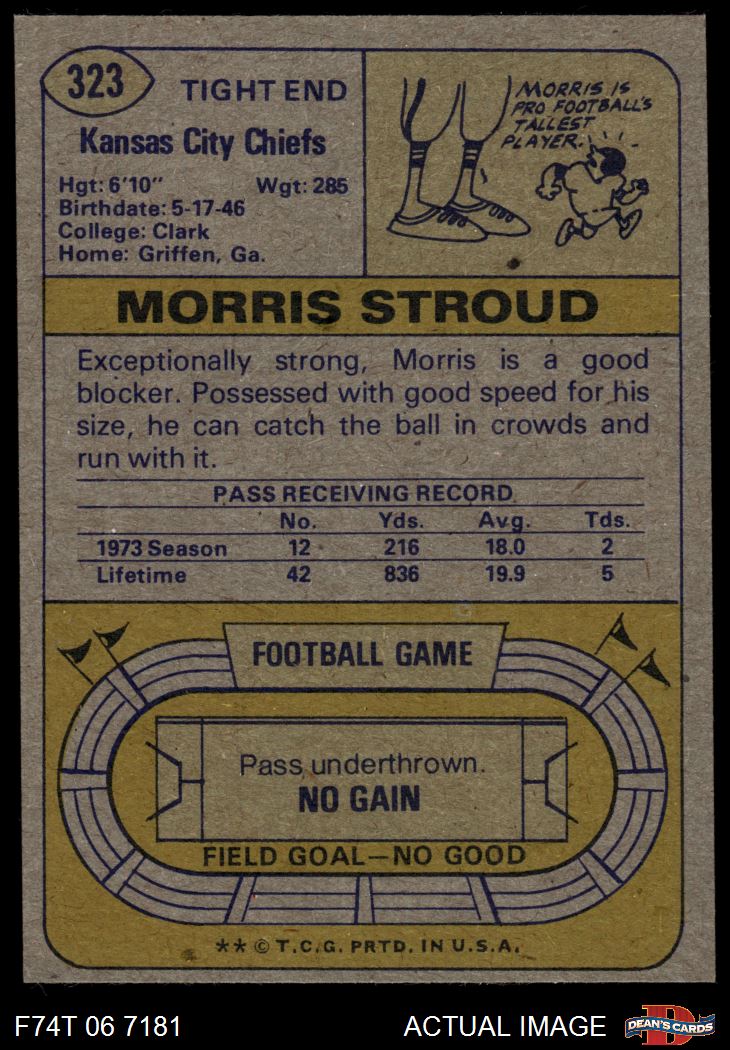 323
TIGHT END
Kansas City Chiefs
Hgt: 6'10" Wgt: 285
Birthdate: 5-17-46
College: Clark
Home: Griffen, Ga.
MORRIS IS
PRO FOOTBALL'S
TALLEST
PLAYER.
MORRIS STROUD
Exceptionally strong, Morris is a good
blocker. Possessed with good speed for his
size, he can catch the ball in crowds and
run with it.
PASS RECEIVING RECORD
No. Yds. Avg. Tds.
1973 Season 12 216 18.0 2
Lifetime 42 836 19.9 5
FOOTBALL GAME
Pass underthrown.
NO GAIN
FIELD GOAL—NO GOOD
** © T.C.G. PRTD. IN U.S.A.
F74T 06 7181 ACTUAL IMAGE
D
DEAN'S CARDS